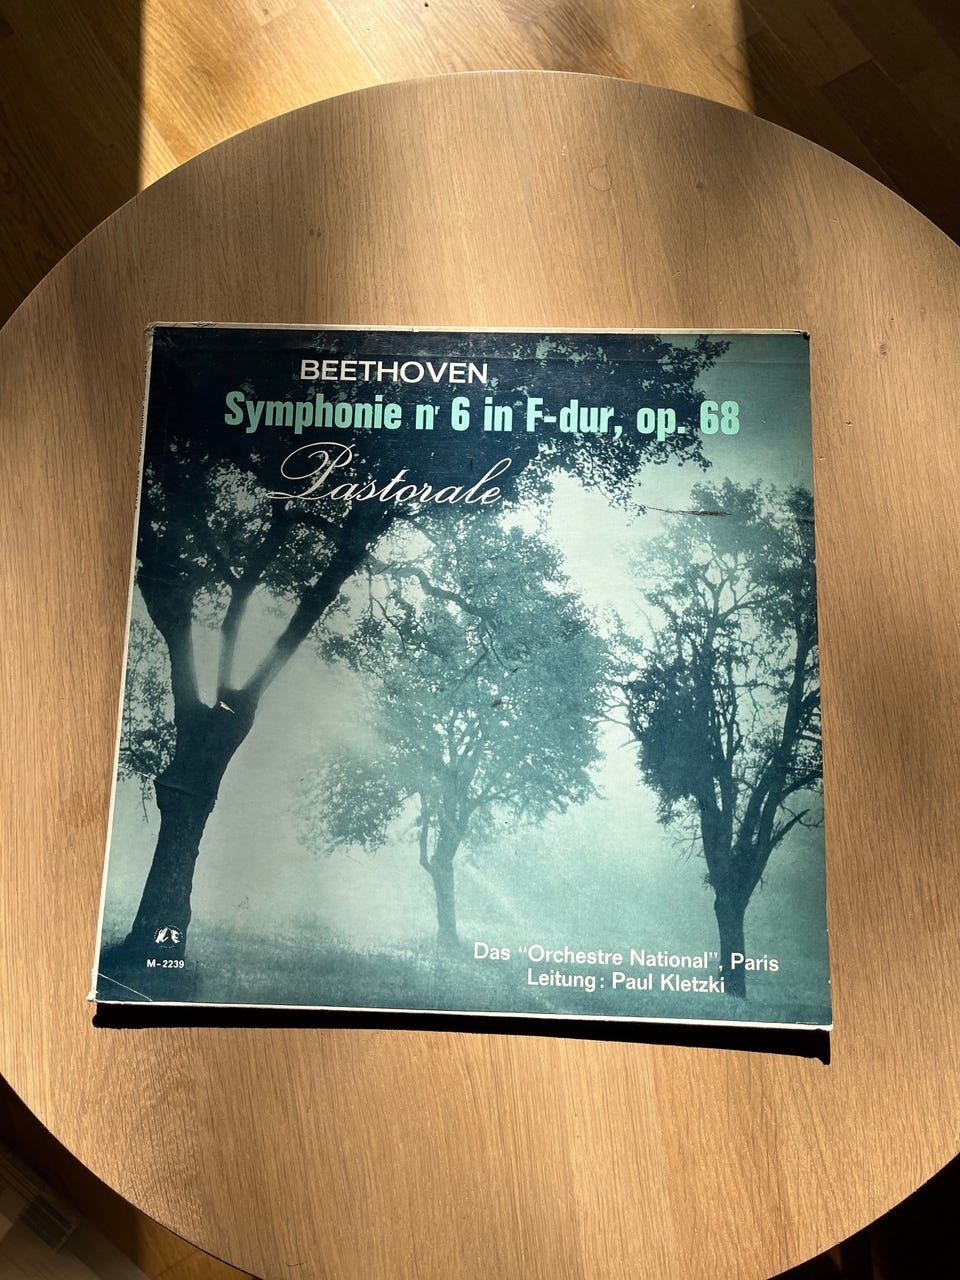 BEETHOVEN
Symphonie nr 6 in F-dur, op. 68
Pastorale
M-2239
Das “Orchestre National”, Paris
Leitung: Paul Kletzki